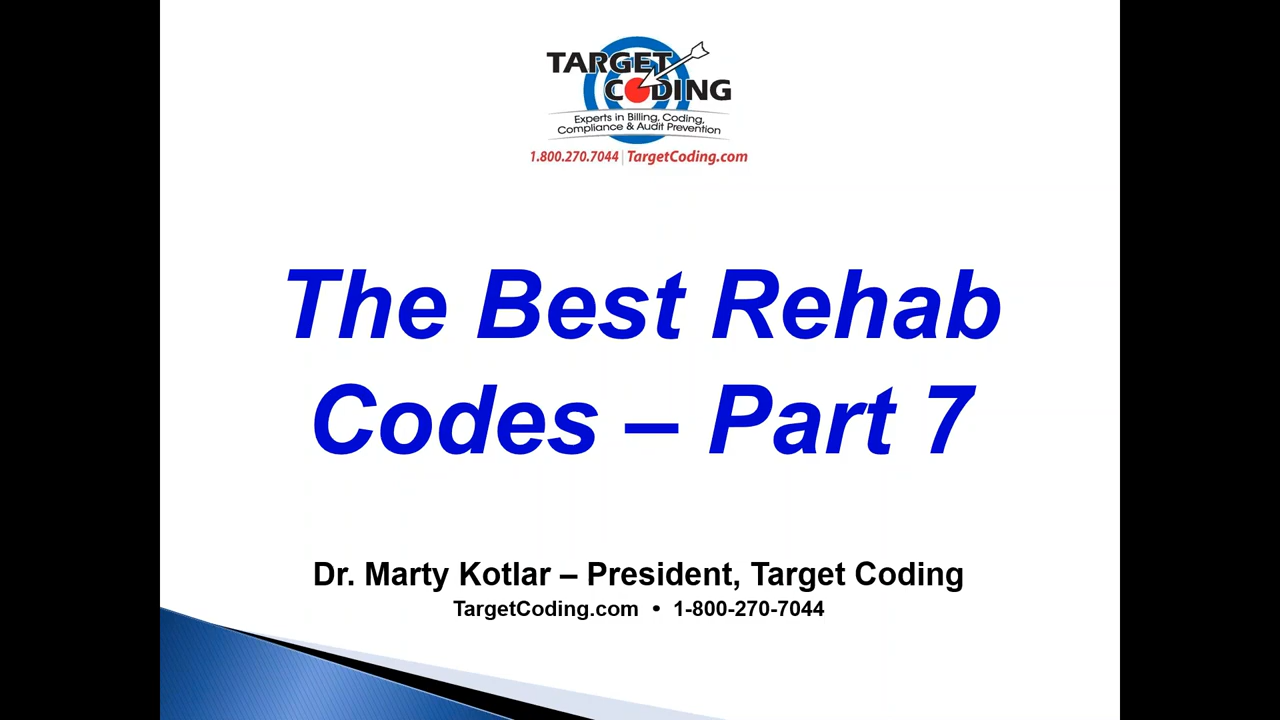 TARGET
CODING
Experts in Billing, Coding,
Compliance & Audit Prevention
1.800.270.7044 | TargetCoding.com
The Best Rehab
Codes – Part 7
Dr. Marty Kotlar – President, Target Coding
TargetCoding.com • 1-800-270-7044